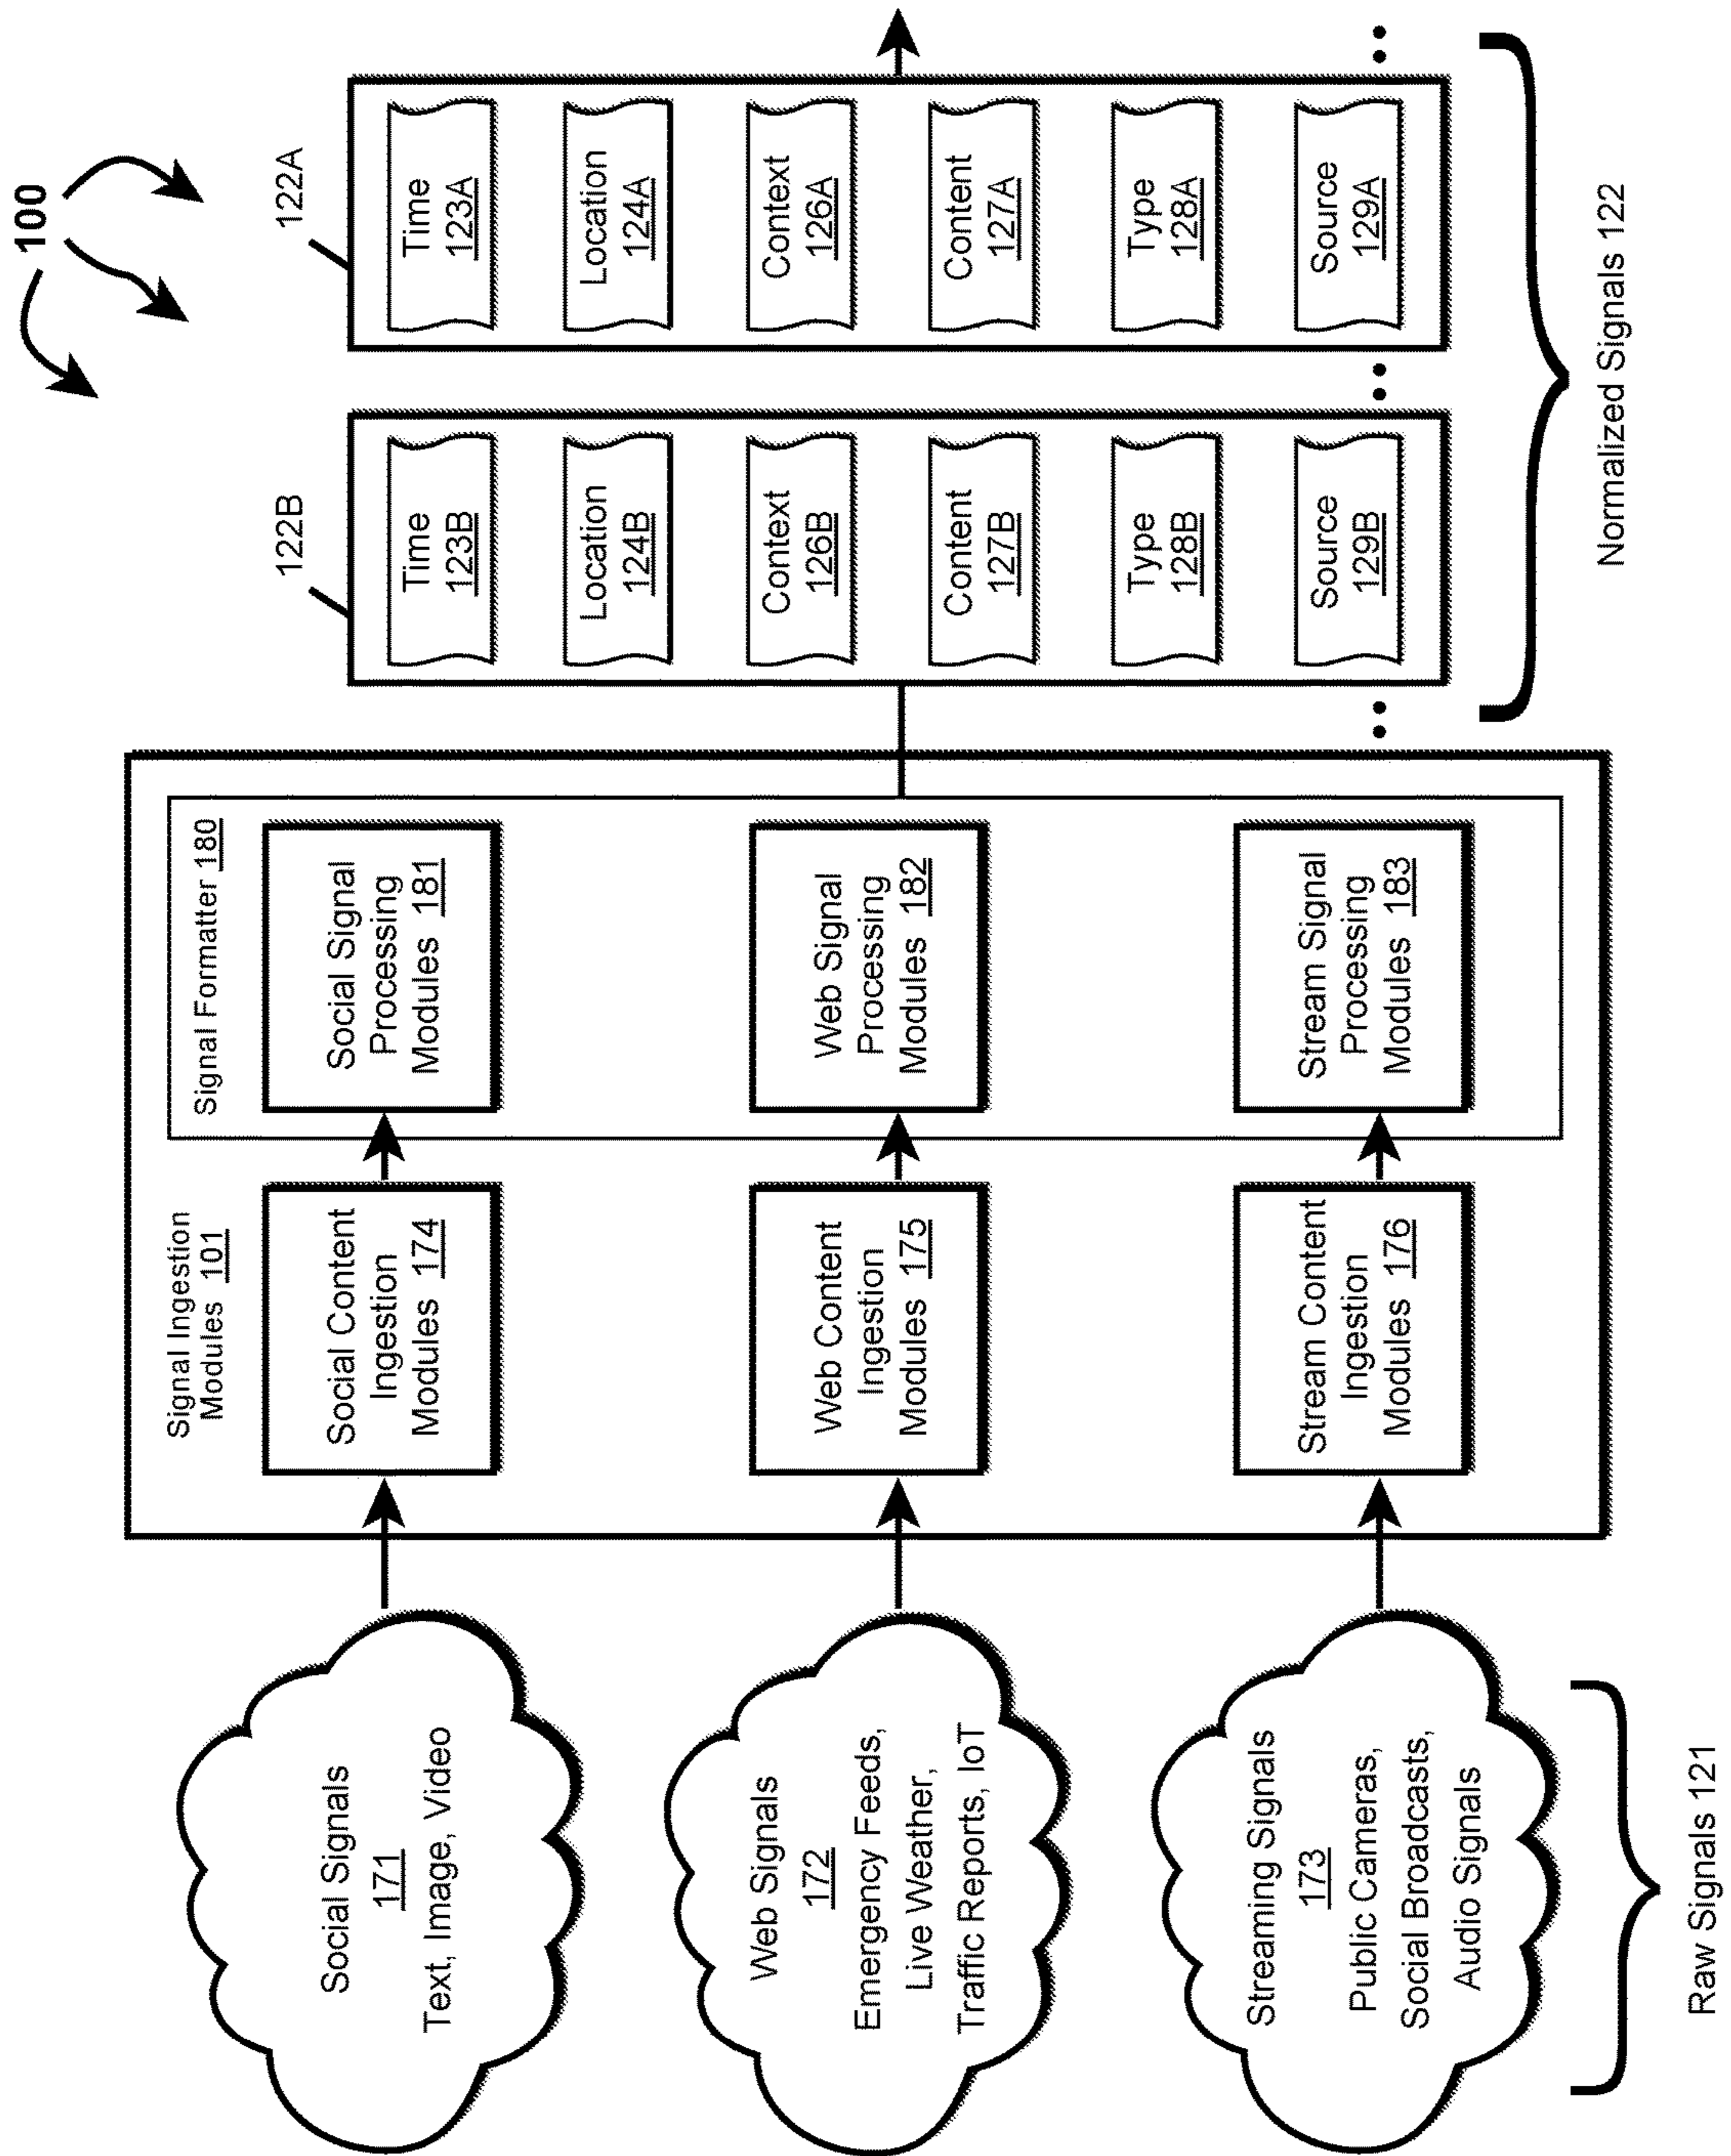 100
Social Signals
171
Text, Image, Video
Web Signals
172
Emergency Feeds,
Live Weather,
Traffic Reports, IoT
Streaming Signals
173
Public Cameras,
Social Broadcasts,
Audio Signals
Raw Signals 121
Signal Ingestion
Modules 101
Social Content
Ingestion
Modules 174
Web Content
Ingestion
Modules 175
Stream Content
Ingestion
Modules 176
Signal Formatter 180
Social Signal
Processing
Modules 181
Web Signal
Processing
Modules 182
Stream Signal
Processing
Modules 183
122B
Time
123B
Location
124B
Context
126B
Content
127B
Type
128B
Source
129B
122A
Time
123A
Location
124A
Context
126A
Content
127A
Type
128A
Source
129A
Normalized Signals 122